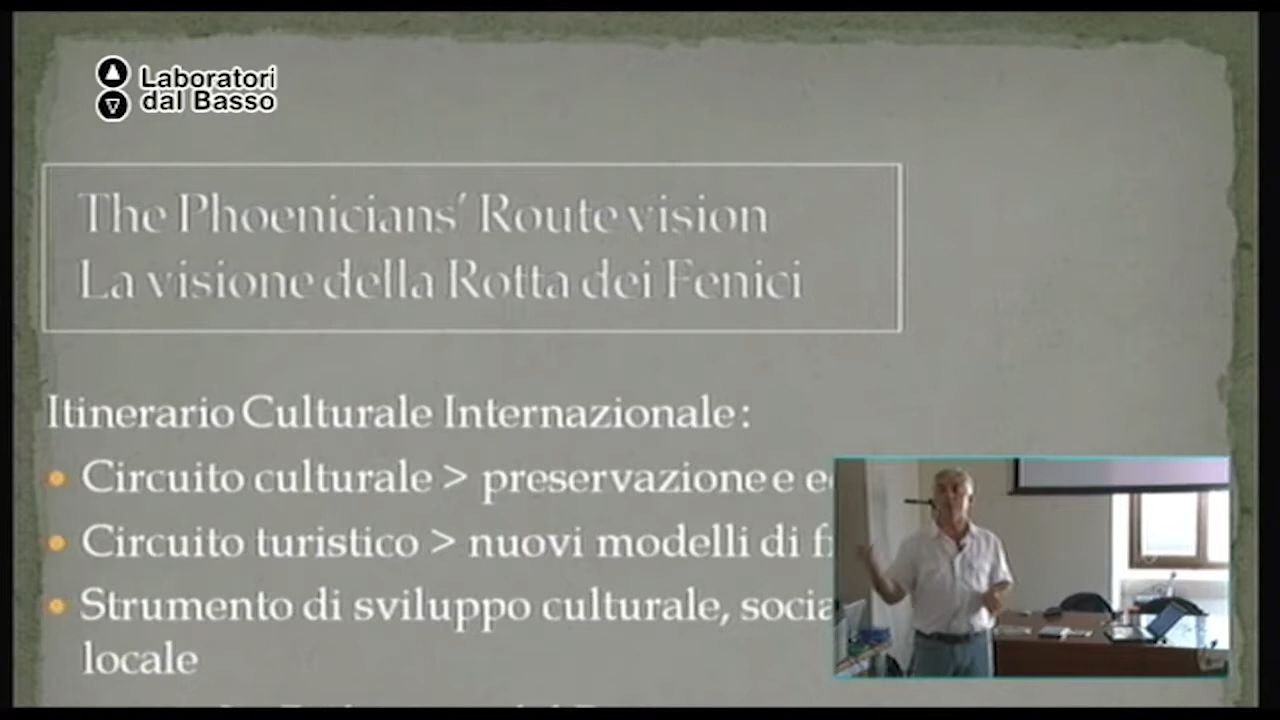 Laboratori
dal Basso
The Phoenicians' Route vision
La visione della Rotta dei Fenici
Itinerario Culturale Internazionale:
Circuito culturale > preservazione e
Circuito turistico > nuovi modelli di
Strumento di sviluppo culturale,
locale